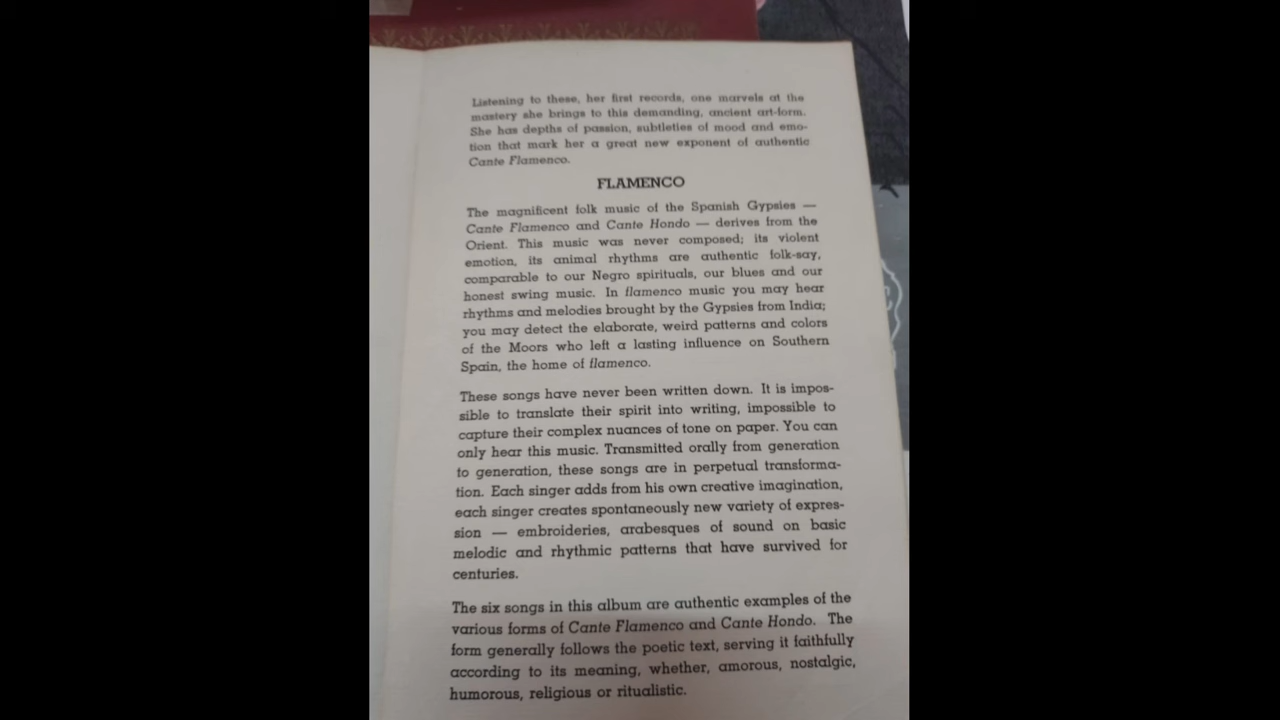 Listening to these, her first records, one marvels at the
mastery she brings to this demanding, ancient art-form.
She has depths of passion, subtleties of mood and emo-
tion that mark her a great new exponent of authentic
Cante Flamenco.
FLAMENCO
The magnificent folk music of the Spanish Gypsies —
Cante Flamenco and Cante Hondo — derives from the
Orient. This music was never composed; its violent
emotion, its animal rhythms are authentic folk-say,
comparable to our Negro spirituals, our blues and our
honest swing music. In flamenco music you may hear
rhythms and melodies brought by the Gypsies from India;
you may detect the elaborate, weird patterns and colors
of the Moors who left a lasting influence on Southern
Spain, the home of flamenco.
These songs have never been written down. It is impos-
sible to translate their spirit into writing, impossible to
capture their complex nuances of tone on paper. You can
only hear this music. Transmitted orally from generation
to generation, these songs are in perpetual transforma-
tion. Each singer adds from his own creative imagination,
each singer creates spontaneously new variety of expres-
sion — embroideries, arabesques of sound on basic
melodic and rhythmic patterns that have survived for
centuries.
The six songs in this album are authentic examples of the
various forms of Cante Flamenco and Cante Hondo. The
form generally follows the poetic text, serving it faithfully
according to its meaning, whether, amorous, nostalgic,
humorous, religious or ritualistic.